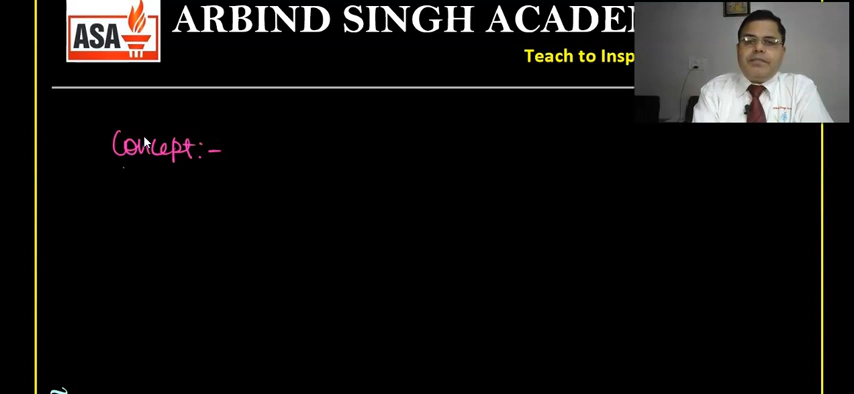 ASA
ARBIND SINGH ACADE
Teach to Insp
Concept:-